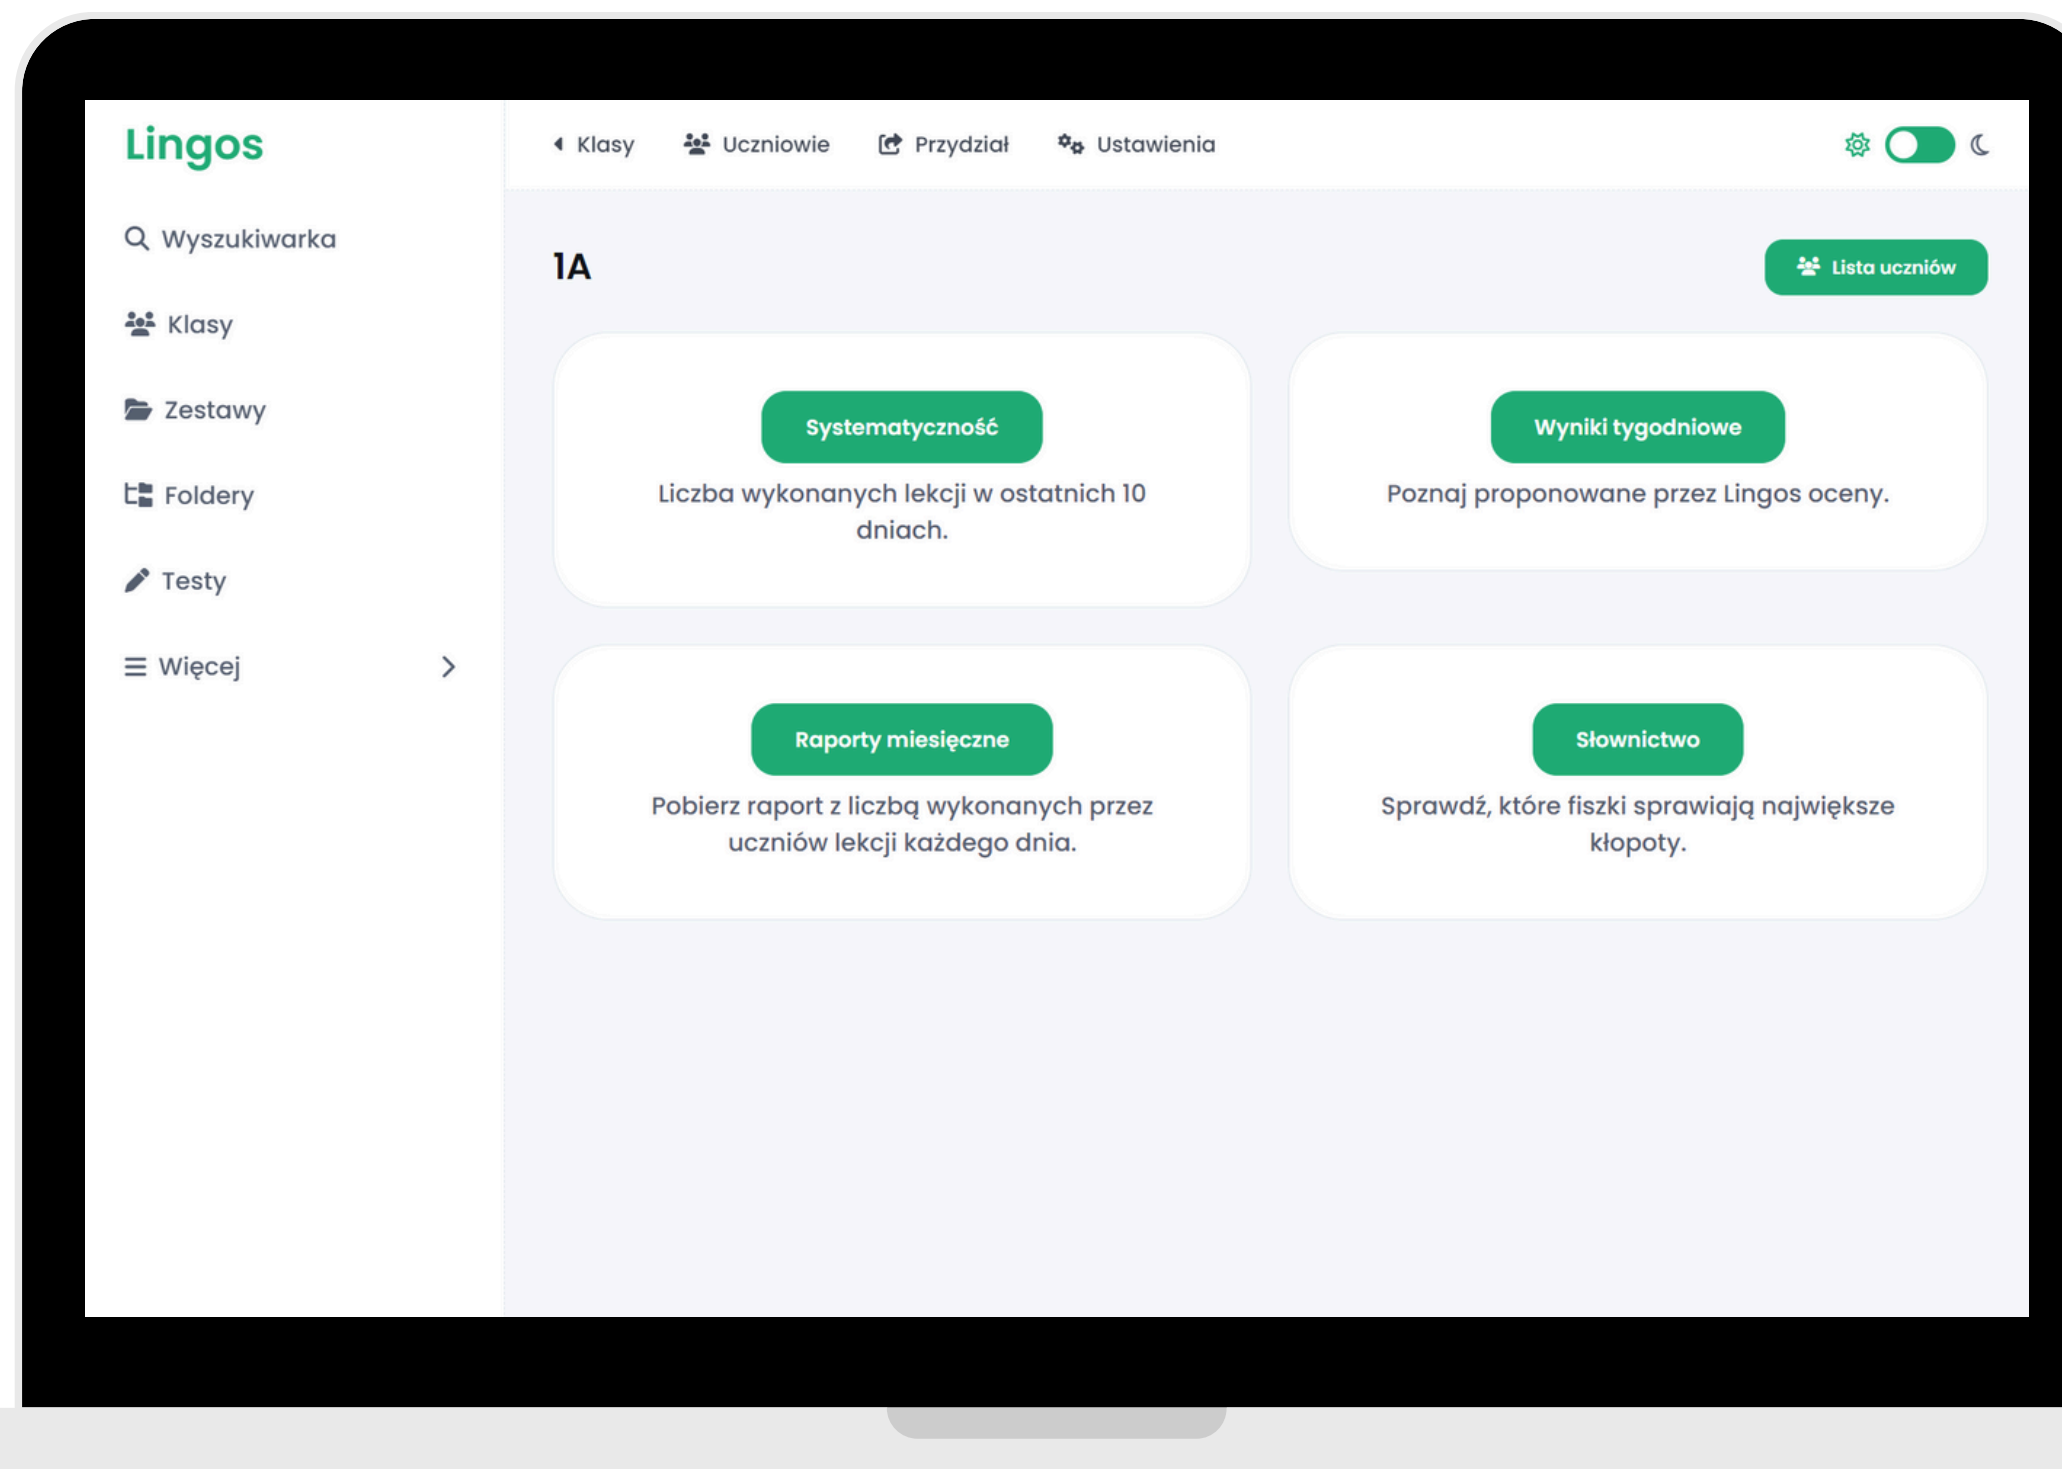 Lingos
Wyszukiwarka
Klasy
Zestawy
Foldery
Testy
Więcej
Klasy
Uczniowie
Przydział
Ustawienia
1A
Lista uczniów
Systematyczność
Liczba wykonanych lekcji w ostatnich 10
dniach.
Wyniki tygodniowe
Poznaj proponowane przez Lingos oceny.
Raporty miesięczne
Pobierz raport z liczbą wykonanych przez
uczniów lekcji każdego dnia.
Słownictwo
Sprawdź, które fiszki sprawiają największe
kłopoty.